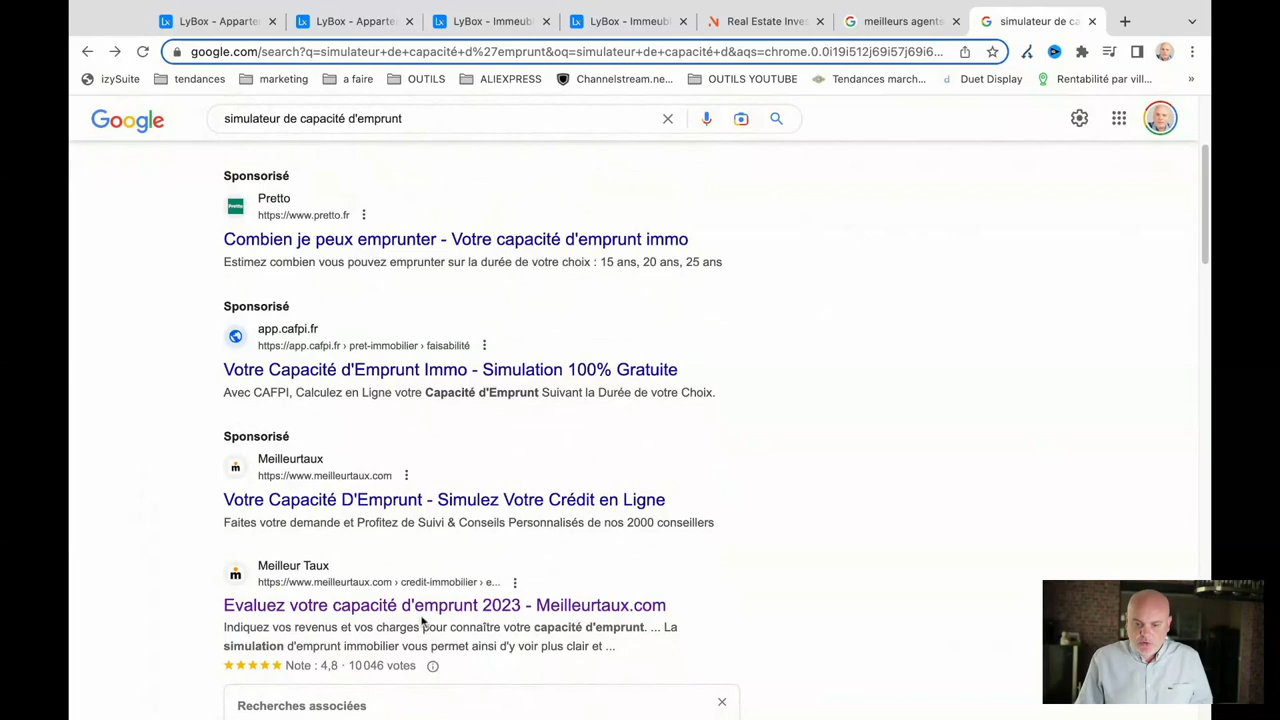 LyBox - Apparter
LyBox - Apparter
LyBox - Immeubl
LyBox - Immeubl
Real Estate Inves
meilleurs agents
simulateur de ca
google.com/search?q=simulateur+de+capacité+d%27emprunt&oq=simulateur+de+capacité+d&aqs=chrome.0.0i19i512j69i57j69i6...
izySuite
tendances
marketing
a faire
OUTILS
ALIEXPRESS
Channelstream.ne...
OUTILS YOUTUBE
Tendances march...
Duet Display
Rentabilité par vill...
»
Google
simulateur de capacité d'emprunt
Sponsorisé
Pretto
https://www.pretto.fr
Combien je peux emprunter - Votre capacité d'emprunt immo
Estimez combien vous pouvez emprunter sur la durée de votre choix : 15 ans, 20 ans, 25 ans
Sponsorisé
app.cafpi.fr
https://app.cafpi.fr › pret-immobilier › faisabilité
Votre Capacité d'Emprunt Immo - Simulation 100% Gratuite
Avec CAFPI, Calculez en Ligne votre Capacité d'Emprunt Suivant la Durée de votre Choix.
Sponsorisé
Meilleurtaux
https://www.meilleurtaux.com
Votre Capacité D'Emprunt - Simulez Votre Crédit en Ligne
Faites votre demande et Profitez de Suivi & Conseils Personnalisés de nos 2000 conseillers
Meilleur Taux
https://www.meilleurtaux.com › credit-immobilier › e...
Evaluez votre capacité d'emprunt 2023 - Meilleurtaux.com
Indiquez vos revenus et vos charges pour connaître votre capacité d'emprunt. ... La
simulation d'emprunt immobilier vous permet ainsi d'y voir plus clair et ...
Note : 4,8 · 10 046 votes
Recherches associées